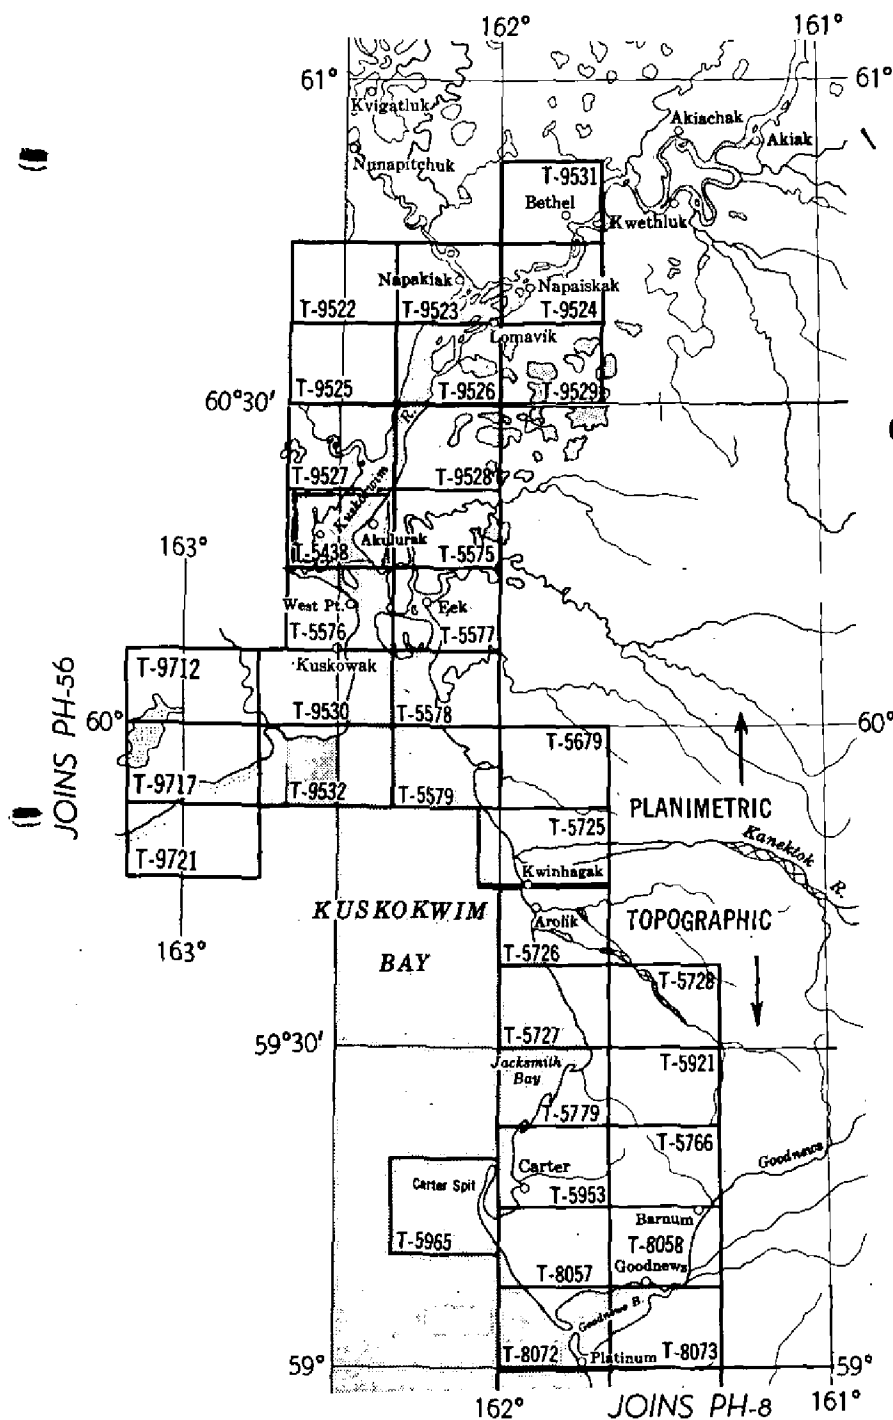 162°
161°
61°
61°
Kvigatluk
Akiachak
Akiak
Nunapitchuk
T-9531
Bethel
Kwethluk
Napakiak
Napaiskak
T-9522
T-9523
T-9524
Lomavik
T-9525
T-9526
T-9529
60°30'
R.
T-9527
T-9528
Kuskokwim
163°
Akulurak
T-5438
T-5575
West Pt.
Eek
T-5576
T-5577
JOINS PH-56
T-9712
Kuskowak
60°
T-9530
T-5578
60°
T-5679
T-9717
T-9532
T-5579
PLANIMETRIC
T-5725
Kanektok
R.
T-9721
Kwinhagak
KUSKOKWIM
BAY
Arolik
TOPOGRAPHIC
163°
T-5726
T-5728
59°30'
T-5727
T-5921
Jacksmith
Bay
T-5779
T-5766
Goodnews
Carter Spit
Carter
T-5953
Barnum
T-5965
T-8058
T-8057
Goodnews
Goodnews B.
T-8072
Platinum
T-8073
59°
59°
162°
JOINS PH-8
161°